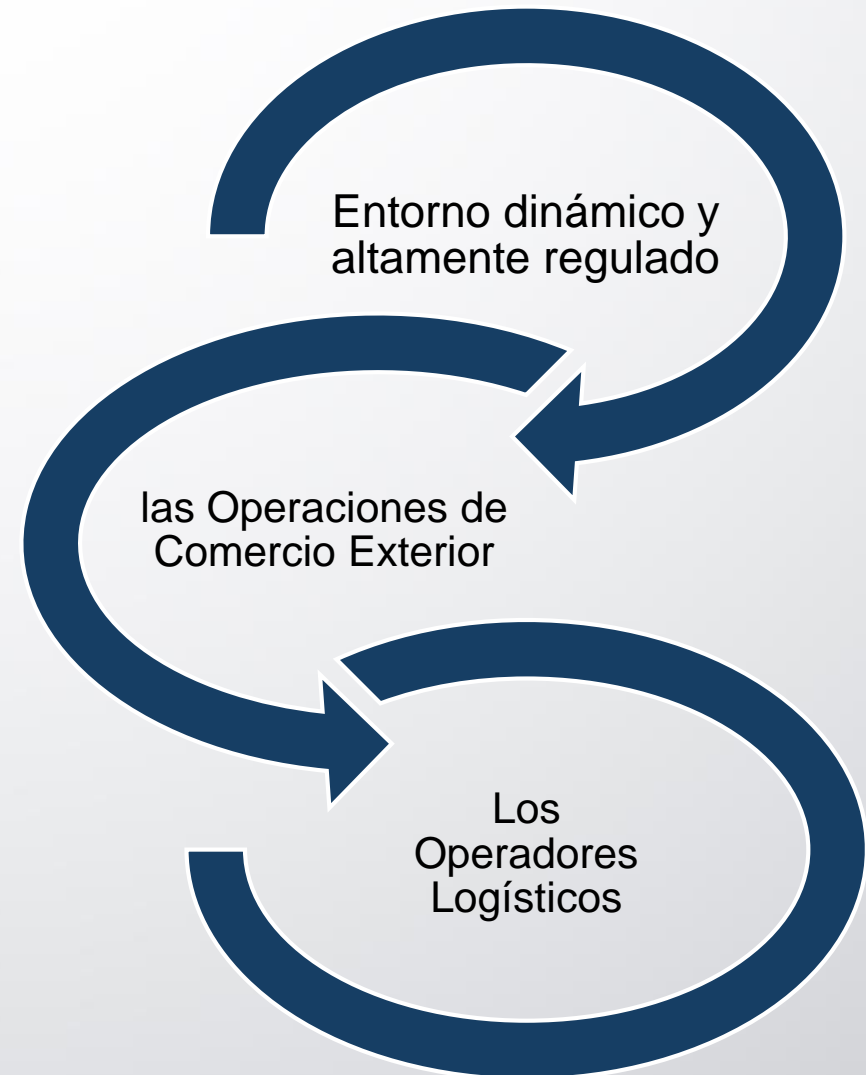 Entorno dinámico y
altamente regulado
las Operaciones de
Comercio Exterior
Los
Operadores
Logísticos